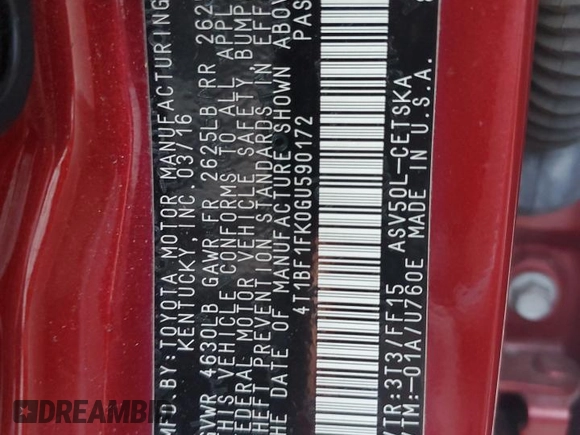 MFD.BY:TOYOTA MOTOR MANUFACTURING
KENTUCKY, INC. 03/16
GVWR 4630LB GAWR FR 2625LB RR 262
THIS VEHICLE CONFORMS TO ALL APPL
FEDERAL MOTOR VEHICLE SAFETY, BUMP
THEFT PREVENTION STANDARDS IN EFF
THE DATE OF MANUFACTURE SHOWN ABOV
4T1BF1FK0GU590172 PAS
/TR:3T3/FF15 ASV50L-CETSKA
/TM:-01A/U760E MADE IN U.S.A.
DREAMBI